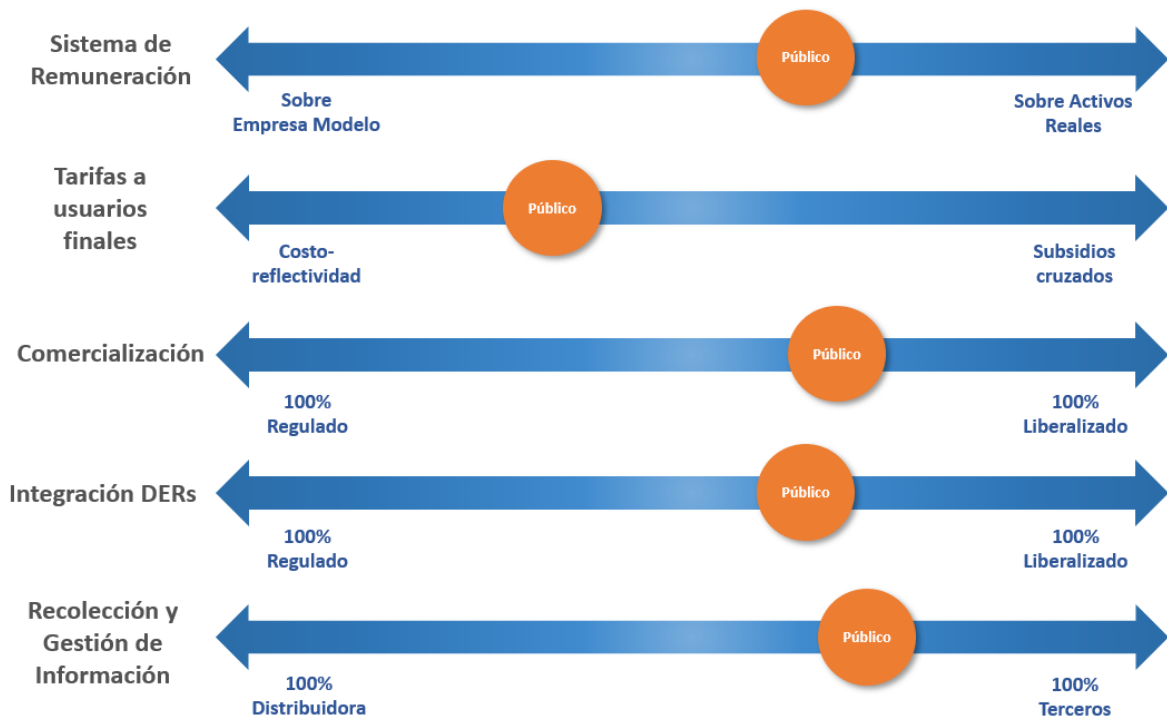 Sistema de
Remuneración
Público
Sobre
Empresa Modelo
Sobre Activos
Reales
Tarifas a
usuarios
finales
Público
Costo-
reflectividad
Subsidios
cruzados
Comercialización
Público
100%
Regulado
100%
Liberalizado
Integración DERs
Público
100%
Regulado
100%
Liberalizado
Recolección y
Gestión de
Información
Público
100%
Distribuidora
100%
Terceros